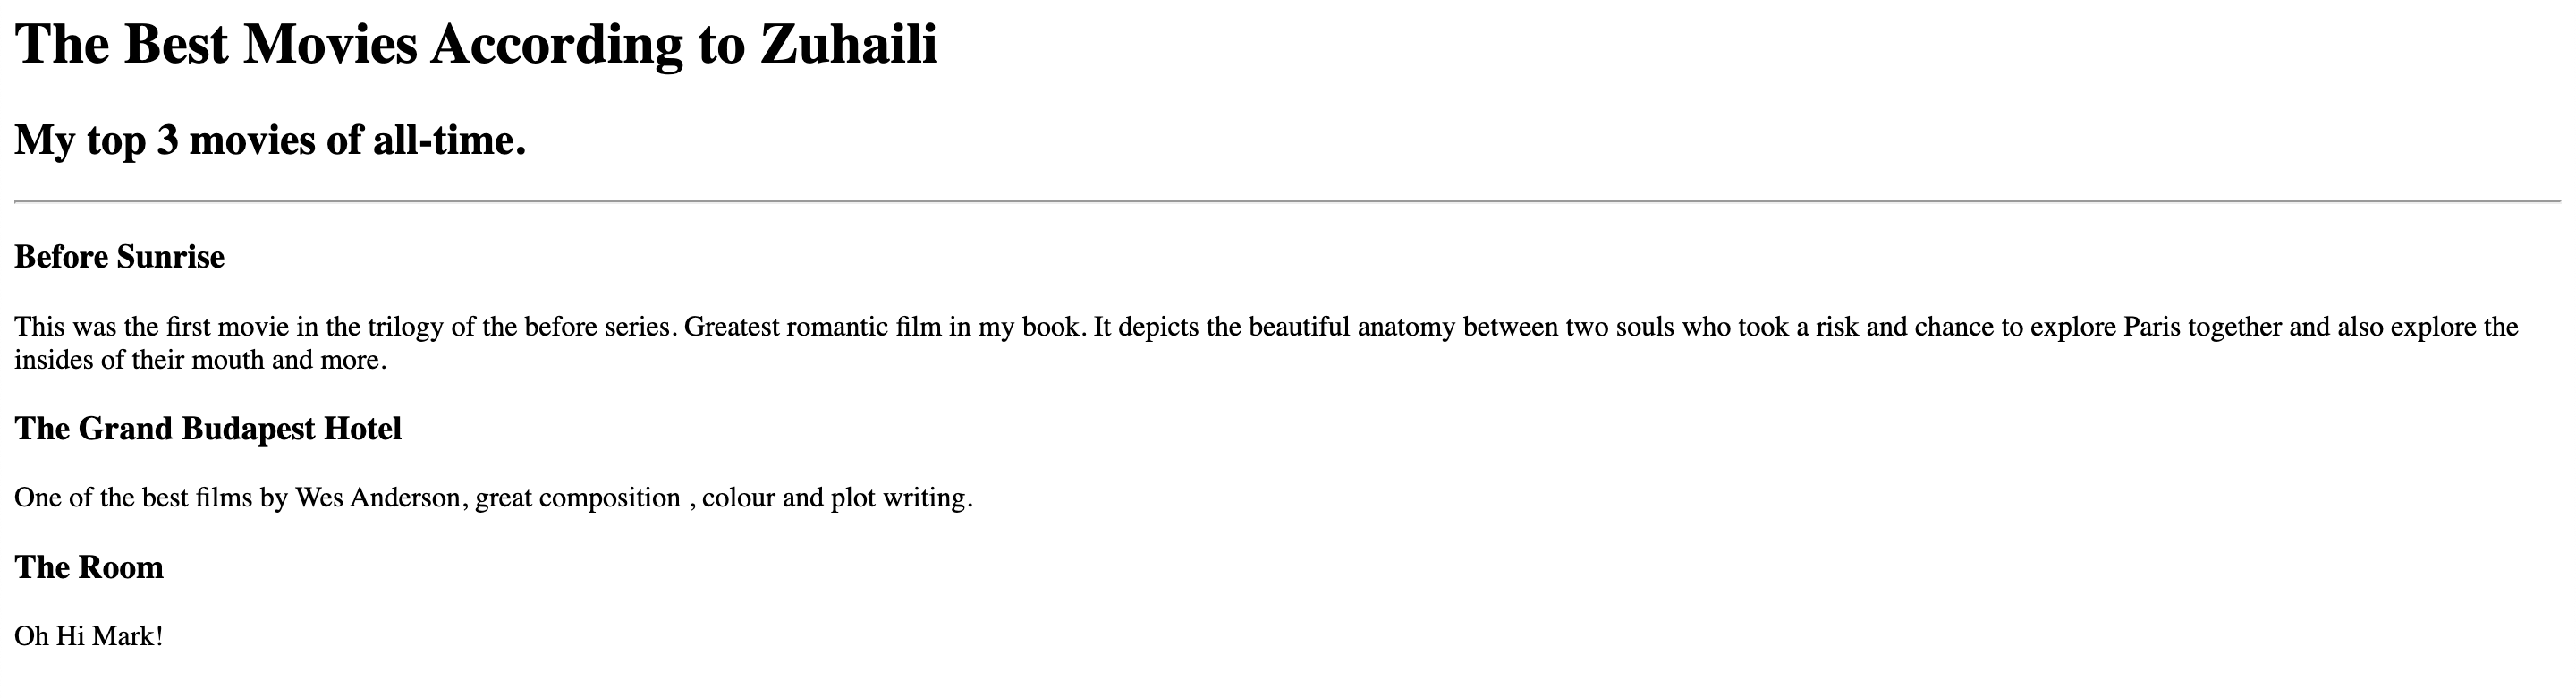 The Best Movies According to Zuhaili
My top 3 movies of all-time.
Before Sunrise
This was the first movie in the trilogy of the before series. Greatest romantic film in my book. It depicts the beautiful anatomy between two souls who took a risk and chance to explore Paris together and also explore the
insides of their mouth and more.
The Grand Budapest Hotel
One of the best films by Wes Anderson, great composition , colour and plot writing.
The Room
Oh Hi Mark!